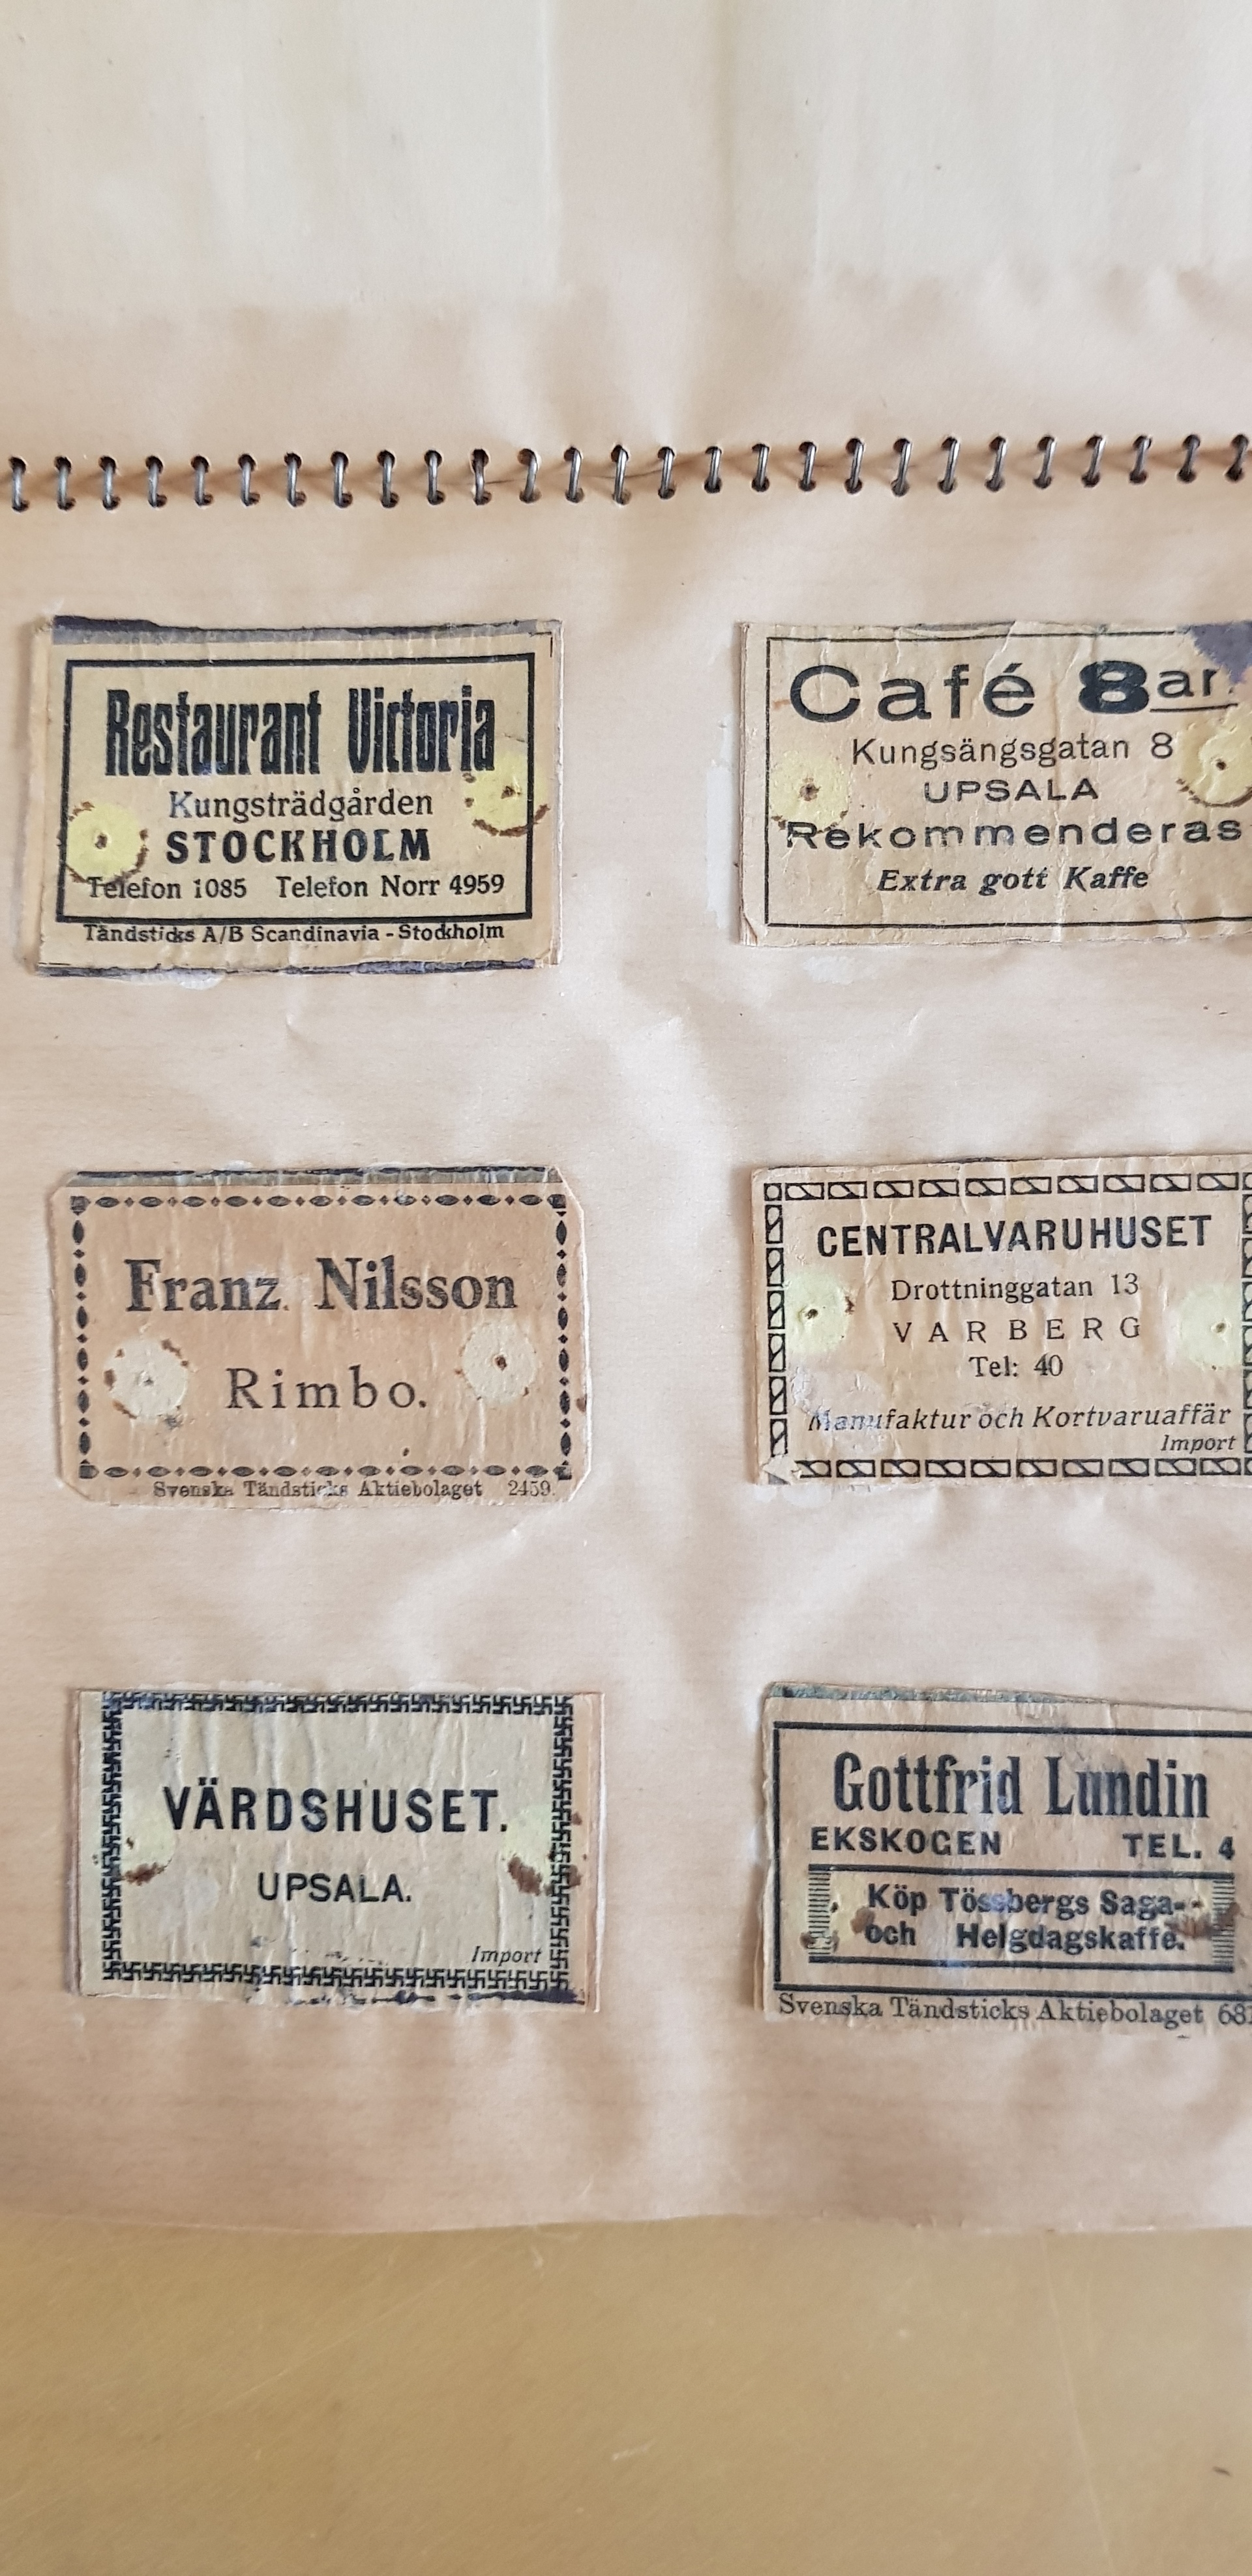 Restaurant Victoria
Kungsträdgården
STOCKHOLM
Telefon 1085 Telefon Norr 4959
Tändsticks A/B Scandinavia - Stockholm
Café 8ar.
Kungsängsgatan 8
UPSALA
Rekommenderas
Extra gott Kaffe
Franz Nilsson
Rimbo.
Svenska Tändsticks Aktiebolaget 2459
CENTRALVARUHUSET
Drottninggatan 13
VARBERG
Tel: 40
Manufaktur och Kortvaruaffär
Import
VÄRDSHUSET.
UPSALA.
Import
Gottfrid Lundin
EKSKOGEN TEL. 4
Köp Tössbergs Saga-
och Helgdagskaffe.
Svenska Tändsticks Aktiebolaget